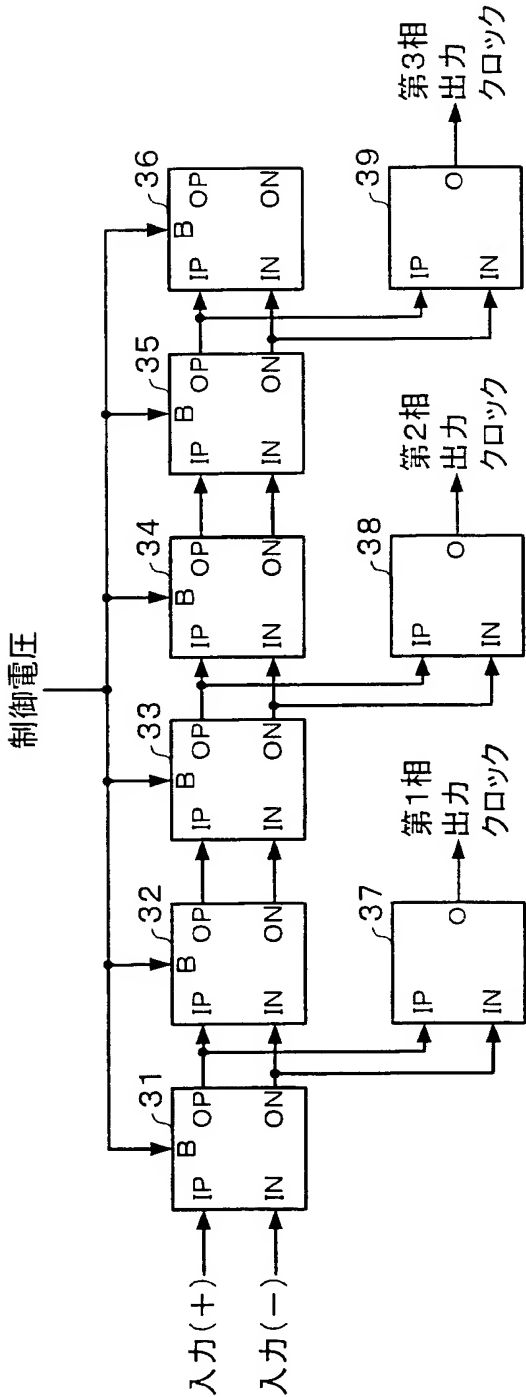 制御電圧
31
B
IP
OP
IN
ON
32
B
IP
OP
IN
ON
33
B
IP
OP
IN
ON
34
B
IP
OP
IN
ON
35
B
IP
OP
IN
ON
36
B
IP
OP
IN
ON
入力(+)
入力(−)
37
IP
IN
O
第1相
出力
クロック
38
IP
IN
O
第2相
出力
クロック
39
IP
IN
O
第3相
出力
クロック